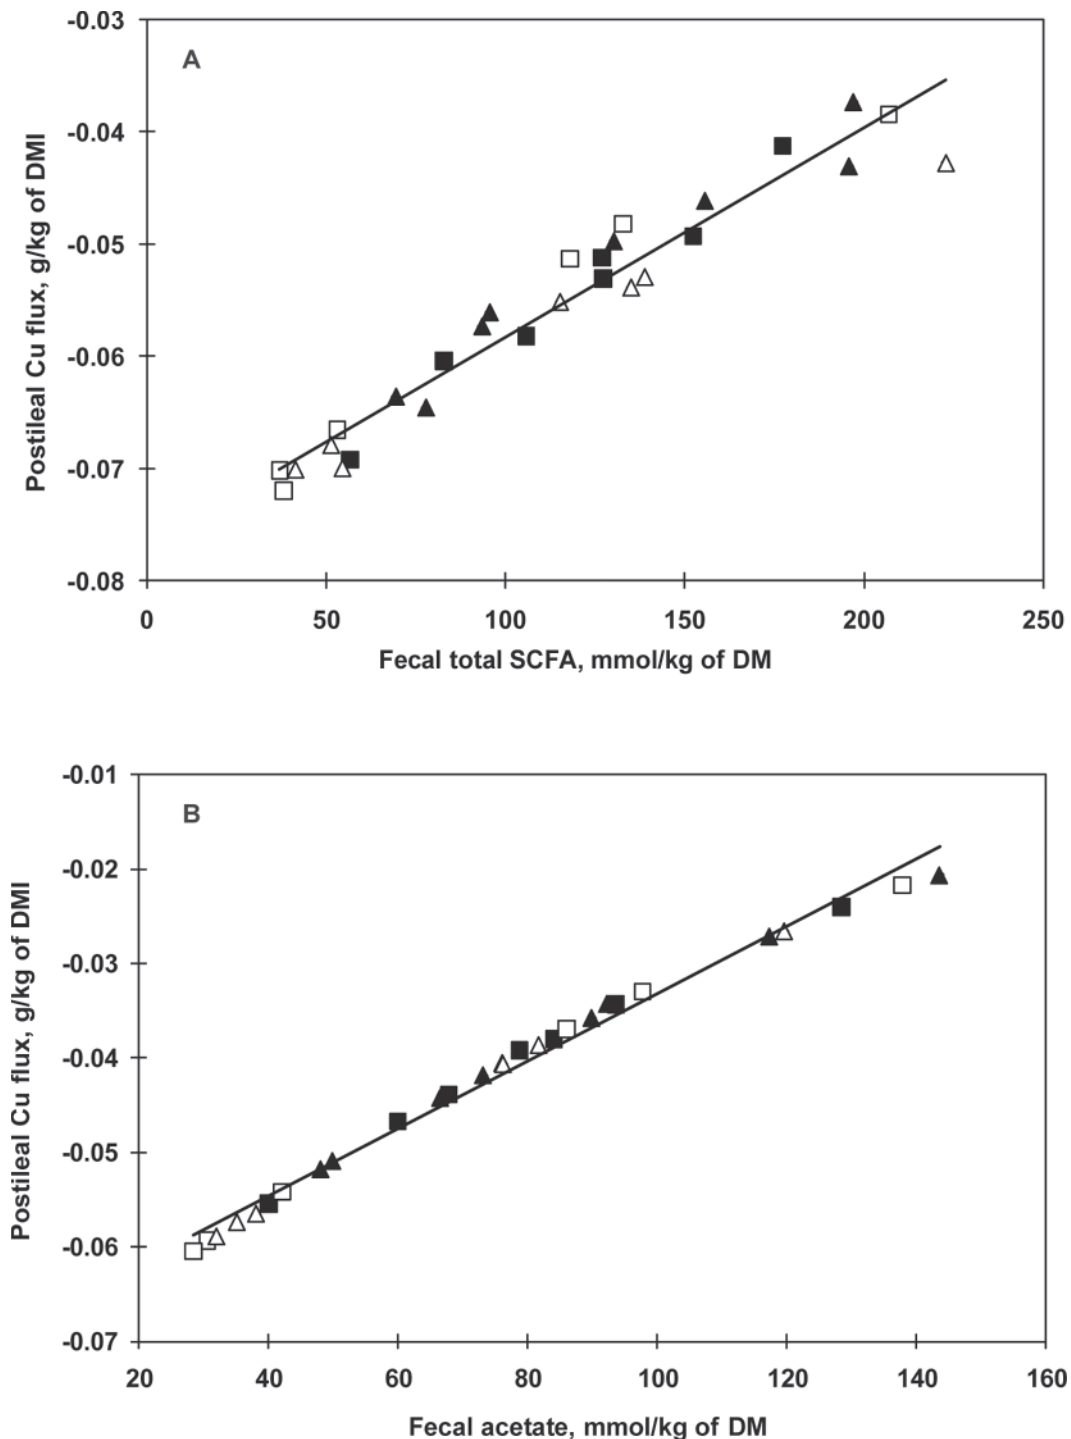 A
-0.03
-0.04
-0.05
-0.06
-0.07
-0.08
Postileal Cu flux, g/kg of DMI
0 50 100 150 200 250
Fecal total SCFA, mmol/kg of DM
B
-0.01
-0.02
-0.03
-0.04
-0.05
-0.06
-0.07
Postileal Cu flux, g/kg of DMI
20 40 60 80 100 120 140 160
Fecal acetate, mmol/kg of DM